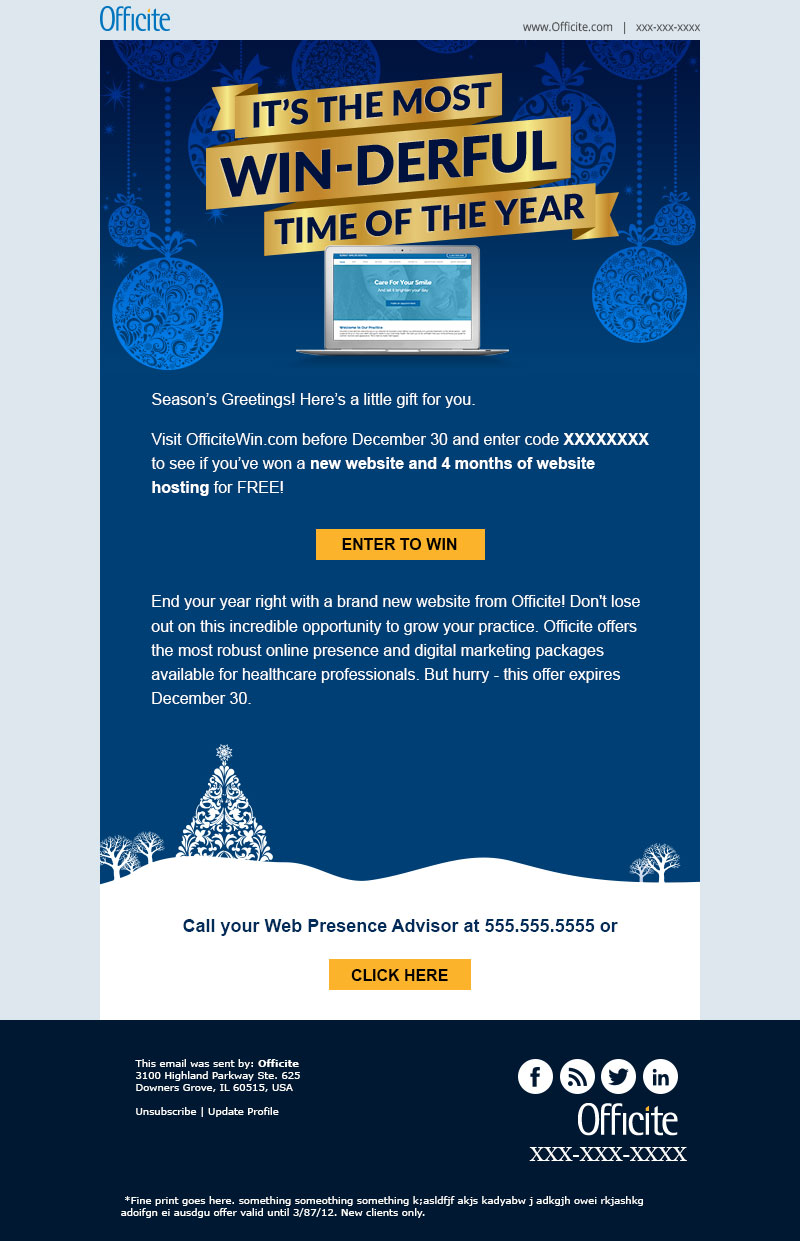 Officite
www.Officite.com | xxx-xxx-xxxx
IT'S THE MOST
WIN-DERFUL
TIME OF THE YEAR
Care For Your Smile
And let it brighten your day
Welcome to Our Practice
Season's Greetings! Here's a little gift for you.
Visit OfficiteWin.com before December 30 and enter code XXXXXXXX
to see if you've won a new website and 4 months of website
hosting for FREE!
ENTER TO WIN
End your year right with a brand new website from Officite! Don't lose
out on this incredible opportunity to grow your practice. Officite offers
the most robust online presence and digital marketing packages
available for healthcare professionals. But hurry - this offer expires
December 30.
Call your Web Presence Advisor at 555.555.5555 or
CLICK HERE
This email was sent by: Officite
3100 Highland Parkway Ste. 625
Downers Grove, IL 60515, USA
Unsubscribe | Update Profile
f
in
Officite
XXX-XXX-XXXX
*Fine print goes here. something someothing something k;asldfjf akjs kadyabw j adkgjh owei rkjashkg
adoifgn ei ausdgu offer valid until 3/87/12. New clients only.